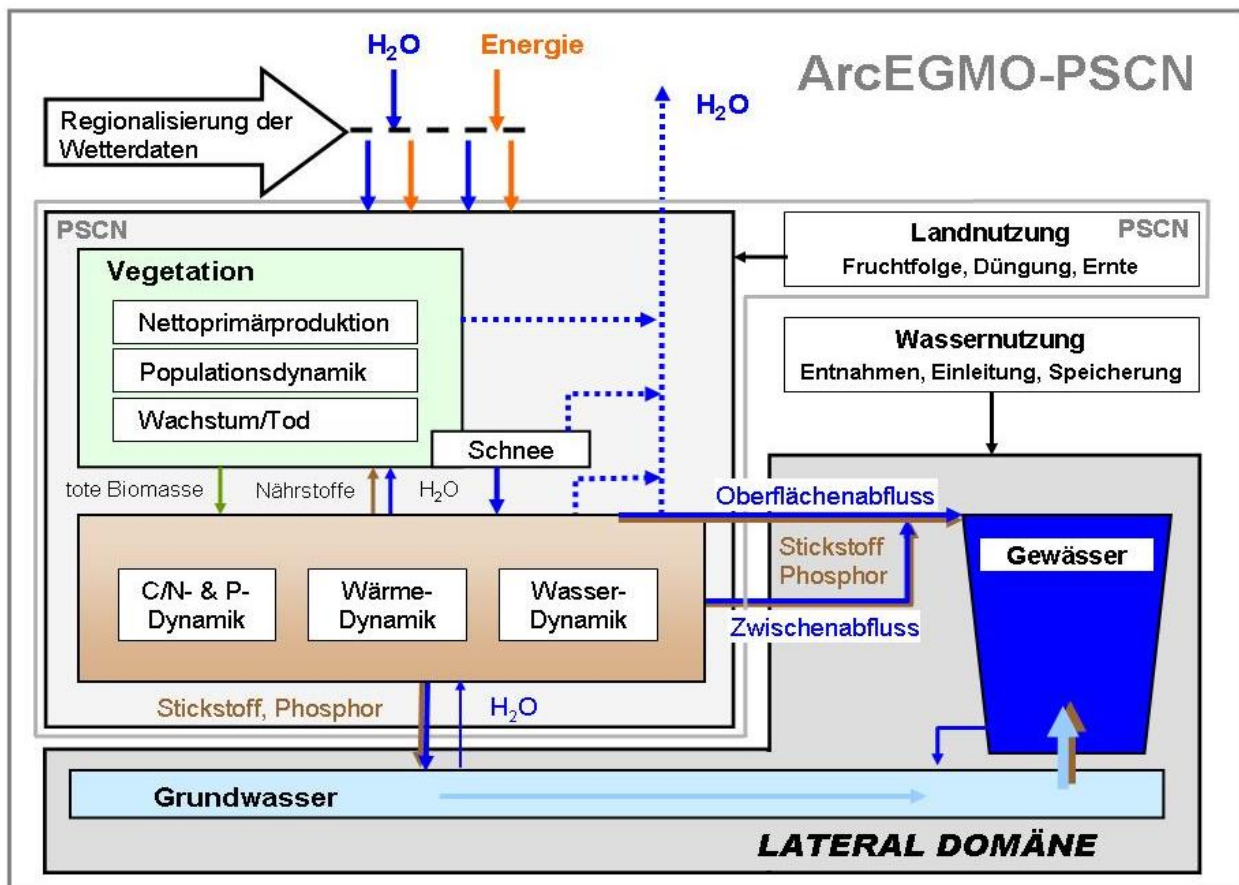 H₂O
Energie
ArcEGMO-PSCN
H₂O
Regionalisierung der
Wetterdaten
PSCN
Vegetation
Nettoprimärproduktion
Populationsdynamik
Wachstum/Tod
Schnee
Landnutzung
PSCN
Fruchtfolge, Düngung, Ernte
Wassernutzung
Entnahmen, Einleitung, Speicherung
tote Biomasse
Nährstoffe
H₂O
Oberflächenabfluss
Stickstoff
Phosphor
Zwischenabfluss
Gewässer
C/N- & P-
Dynamik
Wärme-
Dynamik
Wasser-
Dynamik
Stickstoff, Phosphor
H₂O
Grundwasser
LATERAL DOMÄNE